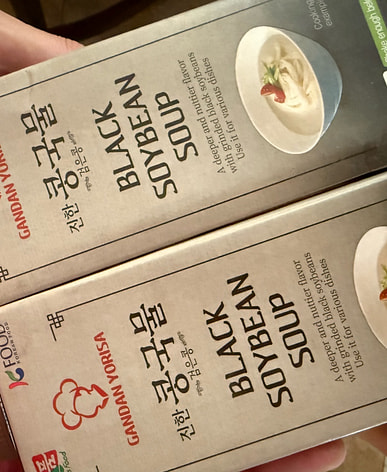 GANDAN YORISA
진한 콩국물
검은콩
BLACK
SOYBEAN
SOUP
A deeper and nuttier flavor
with grinded black soybeans
Use it for various dishes
Cooking
FOOD
GANDAN YORISA
진한 콩국물
검은콩
BLACK
SOYBEAN
SOUP
A deeper and nuttier flavor
with grinded black soybeans
Use it for various dishes